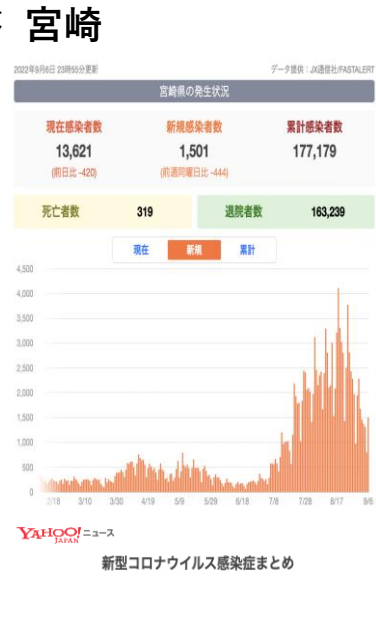 宮崎
2022年9月6日 23時55分更新 データ提供：JX通信社/FASTALERT
宮崎県の発生状況
現在感染者数 新規感染者数 累計感染者数
13,621 1,501 177,179
(前日比 -420) (前週同曜日比 -444)
死亡者数 319 退院者数 163,239
現在 新規 累計
4,500
4,000
3,500
3,000
2,500
2,000
1,500
1,000
500
0
2/18 3/10 3/30 4/19 5/9 5/29 6/18 7/8 7/28 8/17 9/6
YAHOO! ニュース
JAPAN
新型コロナウイルス感染症まとめ